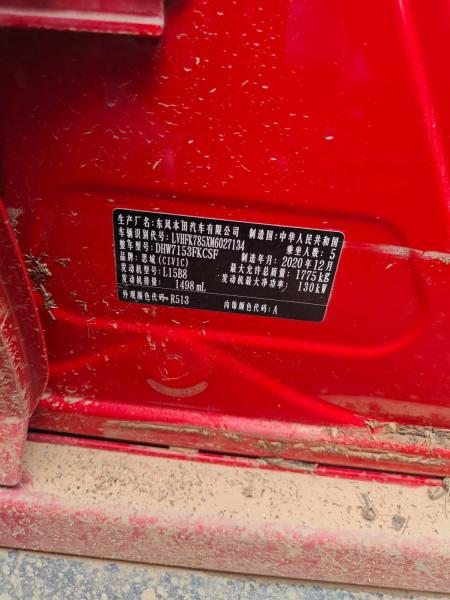 生产厂名:东风本田汽车有限公司 制造国:中华人民共和国
车辆识别代号:LVHFK785XM6027134 乘坐人数:5
整车型号:DHW7153FKCSF 制造年月:2020年12月
品牌:思域(CIVIC) 最大允许总质量:1775kG
发动机型号:L15B8 发动机最大净功率:130kW
发动机排量:1498mL
外观颜色代码:R513 内饰颜色代码:A